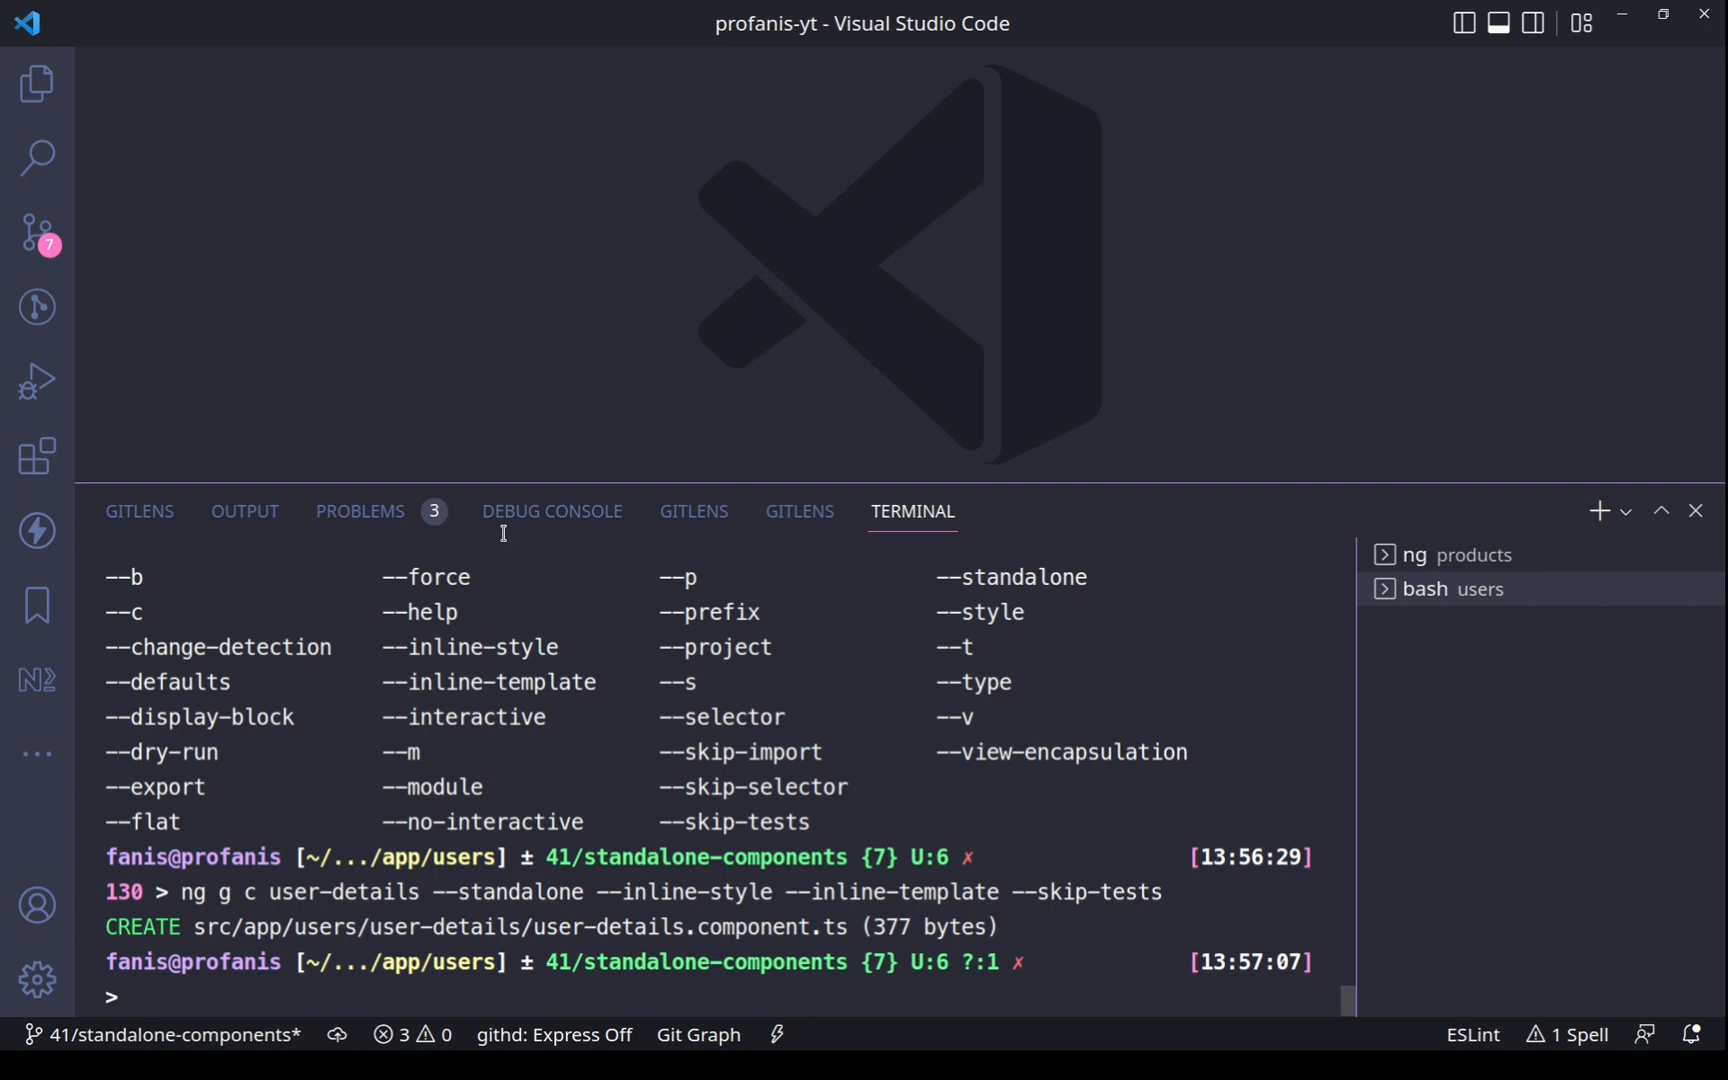 profanis-yt - Visual Studio Code
7
GITLENS OUTPUT PROBLEMS 3 DEBUG CONSOLE GITLENS GITLENS TERMINAL
ng products
bash users
--b --force --p --standalone
--c --help --prefix --style
--change-detection --inline-style --project --t
--defaults --inline-template --s --type
--display-block --interactive --selector --v
--dry-run --m --skip-import --view-encapsulation
--export --module --skip-selector
--flat --no-interactive --skip-tests
fanis@profanis [~/.../app/users] ± 41/standalone-components {7} U:6 ✗ [13:56:29]
130 > ng g c user-details --standalone --inline-style --inline-template --skip-tests
CREATE src/app/users/user-details/user-details.component.ts (377 bytes)
fanis@profanis [~/.../app/users] ± 41/standalone-components {7} U:6 ?:1 ✗ [13:57:07]
>
41/standalone-components* 3 0 githd: Express Off Git Graph ESLint 1 Spell